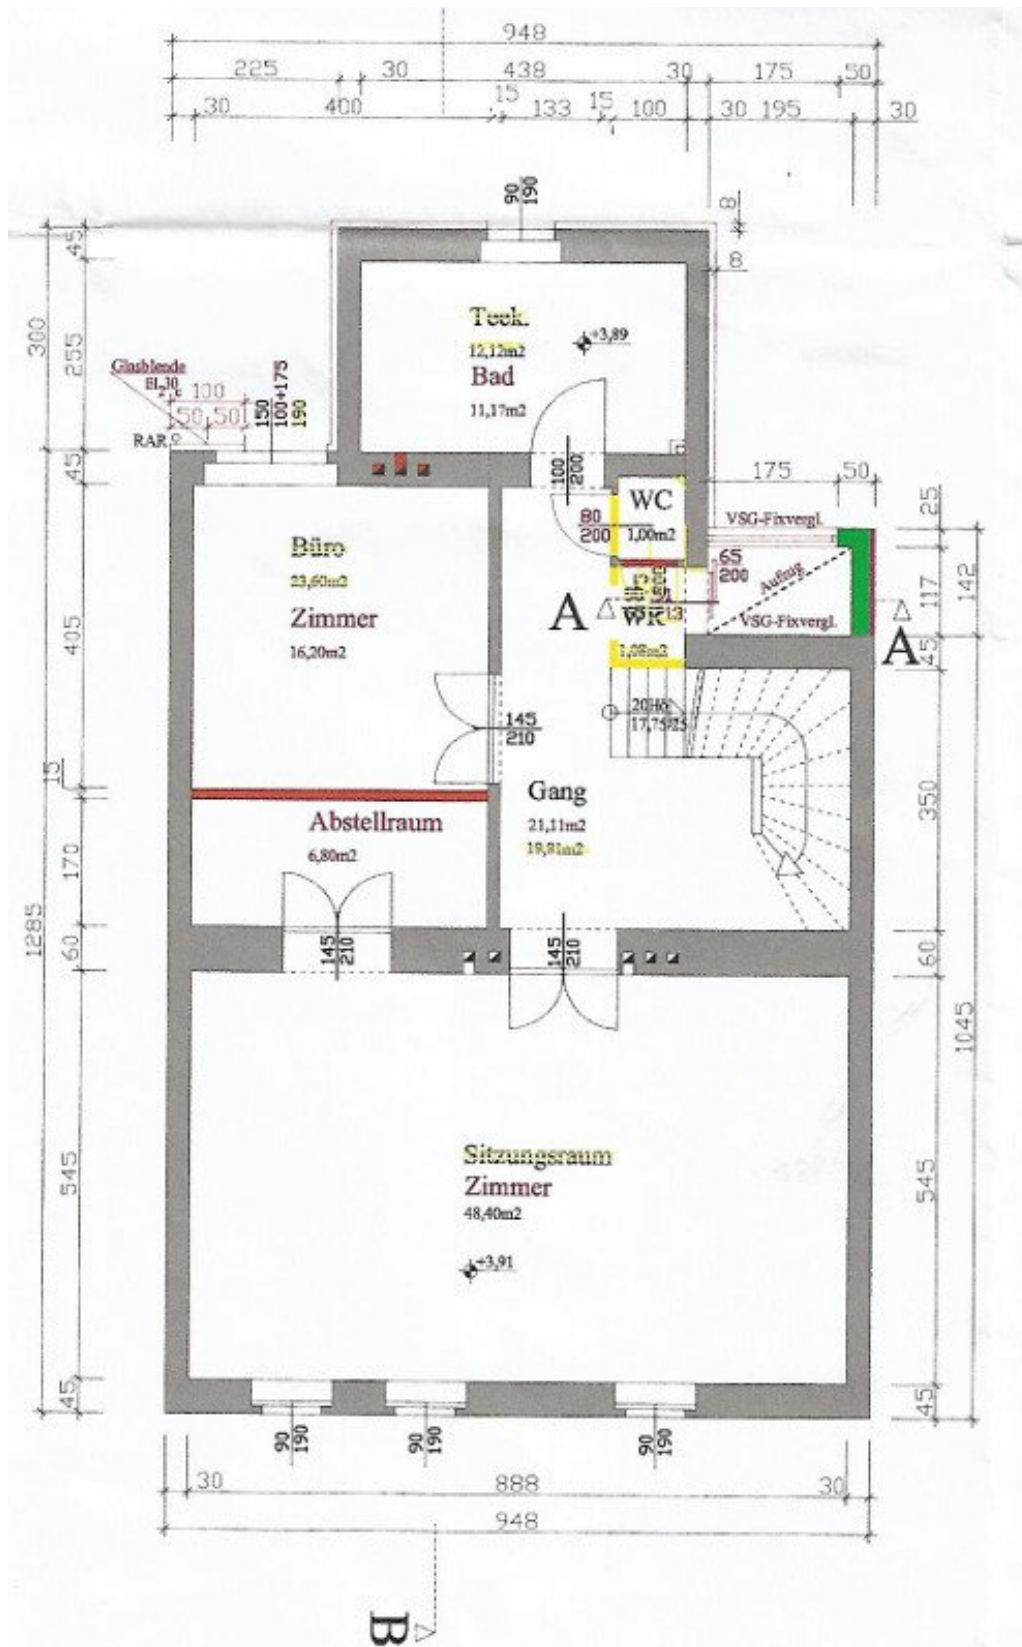 948
225 30 438 30 175 50
30 400 15 133 15 100 30 195 30
90
190
8
8
45
300
255
Teek.
12,12m2
Bad
11,17m2
+3,89
Glasblende
EI₂30c
100
50 50
150
100+175
190
RAR
45
100
200
175 50
25
VSG-Fixvergl.
WC
1,00m2
80
200
65
200
Aufzug
117
142
Büro
23,60m2
Zimmer
16,20m2
405
A
VSG-Fixvergl.
A
1,08m2
45
20Hö
17,75/25
145
210
15
Gang
21,11m2
19,81m2
350
Abstellraum
6,80m2
170
1285
60
145
210
145
210
60
1045
Sitzungsraum
Zimmer
48,40m2
+3,91
545
545
45
45
90
190
90
190
90
190
30 888 30
948
B